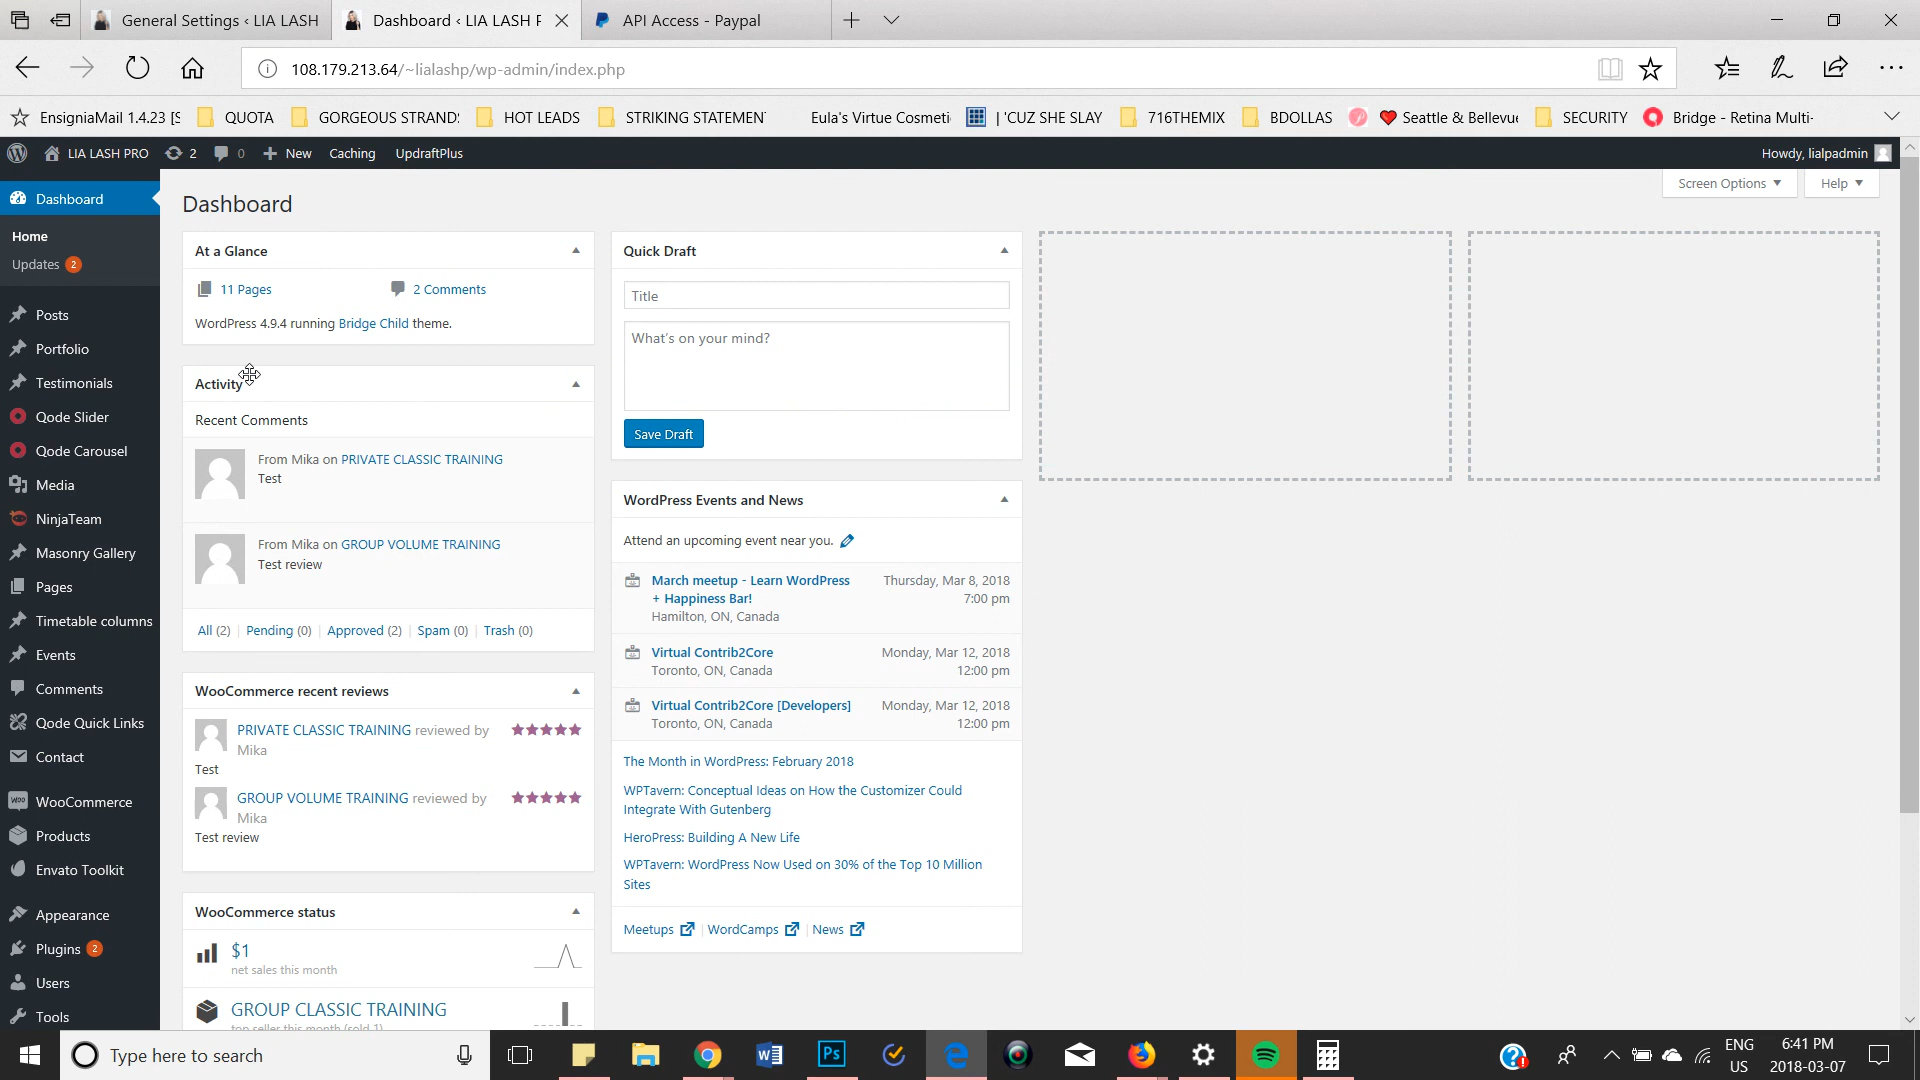 General Settings ‹ LIA LASH
Dashboard ‹ LIA LASH F
API Access - Paypal
108.179.213.64/~lialashp/wp-admin/index.php
EnsigniaMail 1.4.23 [S
QUOTA
GORGEOUS STRANDS
HOT LEADS
STRIKING STATEMEN
Eula's Virtue Cosmeti
| 'CUZ SHE SLAY
716THEMIX
BDOLLAS
Seattle & Bellevue
SECURITY
Bridge - Retina Multi-
LIA LASH PRO
2
0
New
Caching
UpdraftPlus
Howdy, lialpadmin
Screen Options
Help
Dashboard
Home
Updates 2
Posts
Portfolio
Testimonials
Qode Slider
Qode Carousel
Media
NinjaTeam
Masonry Gallery
Pages
Timetable columns
Events
Comments
Qode Quick Links
Contact
WooCommerce
Products
Envato Toolkit
Appearance
Plugins 2
Users
Tools
Dashboard
At a Glance
11 Pages
2 Comments
WordPress 4.9.4 running Bridge Child theme.
Activity
Recent Comments
From Mika on PRIVATE CLASSIC TRAINING
Test
From Mika on GROUP VOLUME TRAINING
Test review
All (2) | Pending (0) | Approved (2) | Spam (0) | Trash (0)
WooCommerce recent reviews
PRIVATE CLASSIC TRAINING reviewed by
Mika
Test
GROUP VOLUME TRAINING reviewed by
Mika
Test review
WooCommerce status
$1
net sales this month
GROUP CLASSIC TRAINING
top seller this month (sold 1)
Quick Draft
Title
What's on your mind?
Save Draft
WordPress Events and News
Attend an upcoming event near you.
March meetup - Learn WordPress
+ Happiness Bar!
Hamilton, ON, Canada
Thursday, Mar 8, 2018
7:00 pm
Virtual Contrib2Core
Toronto, ON, Canada
Monday, Mar 12, 2018
12:00 pm
Virtual Contrib2Core [Developers]
Toronto, ON, Canada
Monday, Mar 12, 2018
12:00 pm
The Month in WordPress: February 2018
WPTavern: Conceptual Ideas on How the Customizer Could
Integrate With Gutenberg
HeroPress: Building A New Life
WPTavern: WordPress Now Used on 30% of the Top 10 Million
Sites
Meetups | WordCamps | News
Type here to search
ENG
US
6:41 PM
2018-03-07